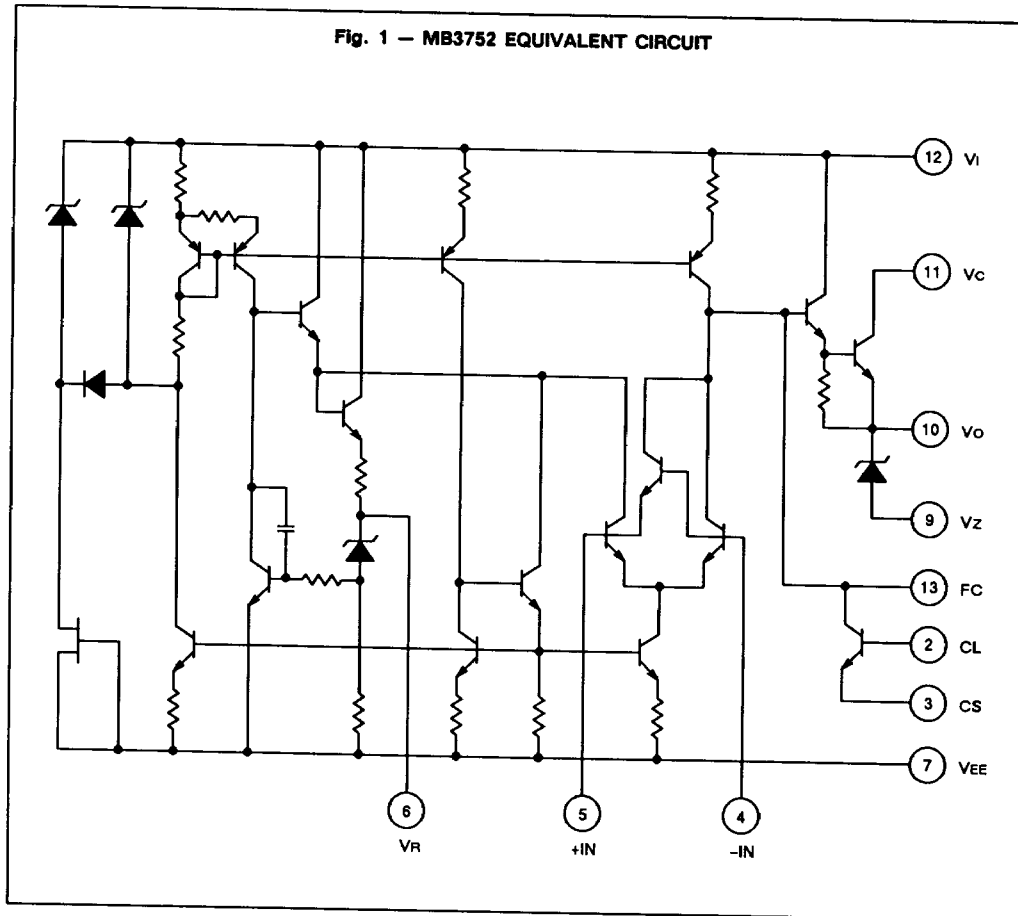 Fig. 1 — MB3752 EQUIVALENT CIRCUIT
12 VI
11 VC
10 VO
9 VZ
13 FC
2 CL
3 CS
7 VEE
6
VR
5
+IN
4
-IN